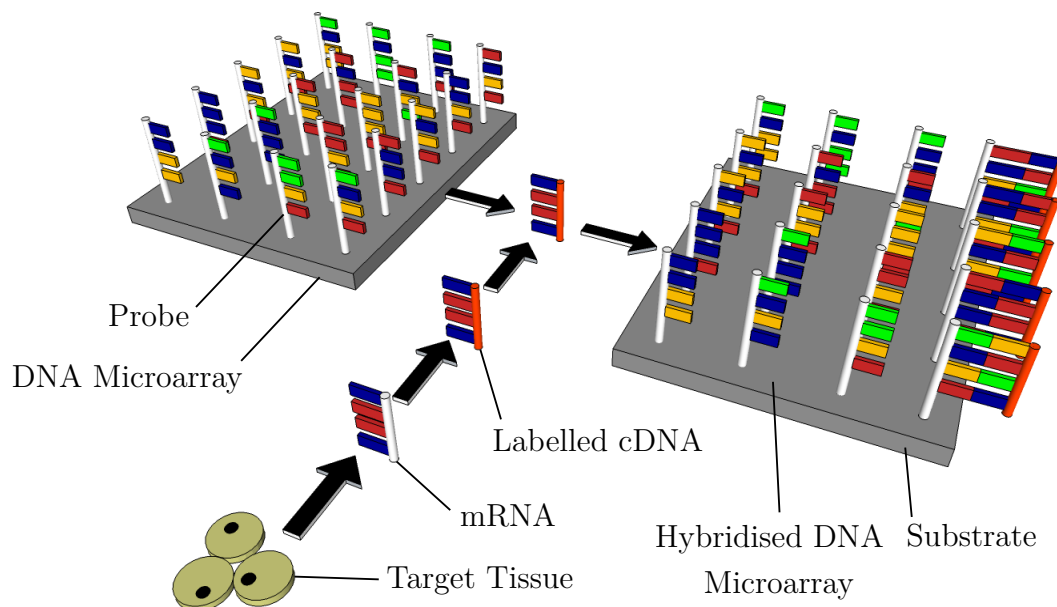 Probe
DNA Microarray
Labelled cDNA
mRNA
Hybridised DNA
Microarray
Substrate
Target Tissue